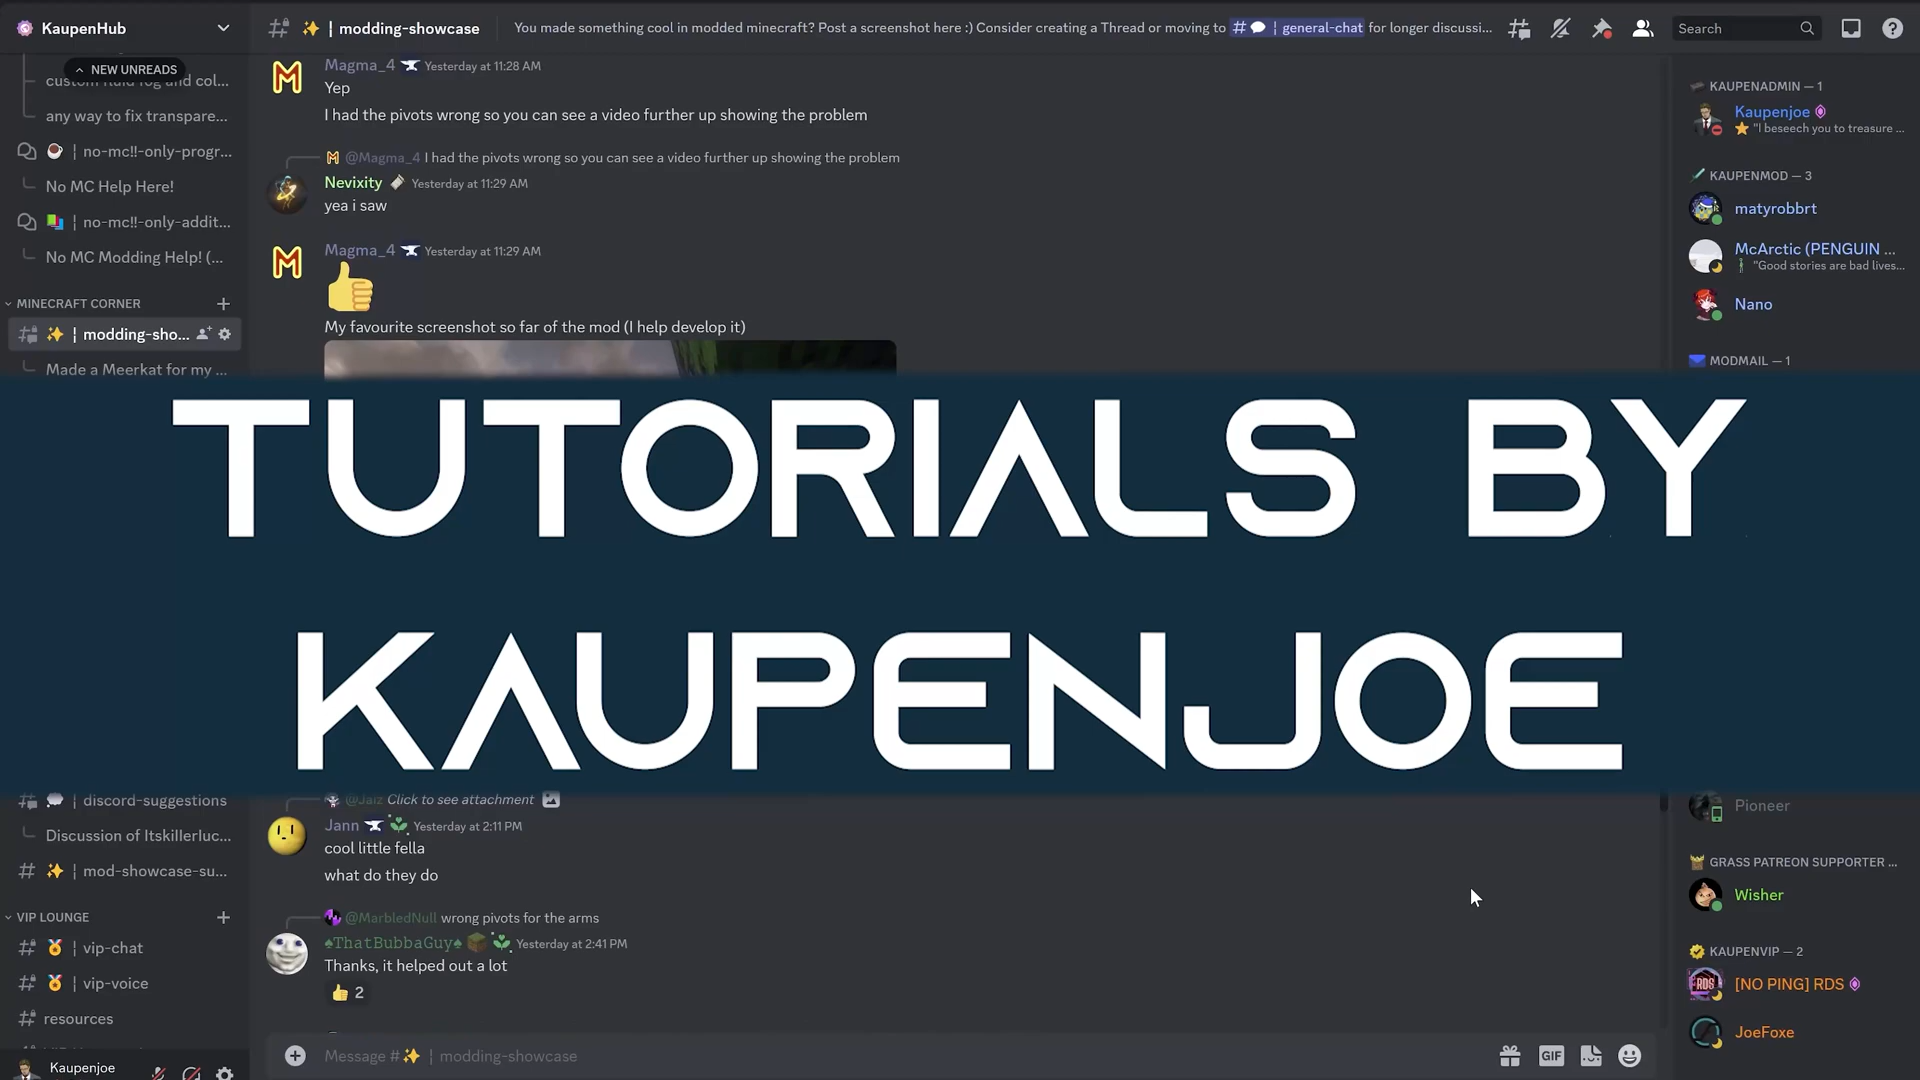 KaupenHub
NEW UNREADS
custom fluid fog and col...
any way to fix transpare...
| no-mc!!-only-progr...
No MC Help Here!
| no-mc!!-only-addit...
No MC Modding Help! (...
MINECRAFT CORNER
| modding-sho...
Made a Meerkat for my ...
discord-suggestions
Discussion of Itskillerluc...
# | mod-showcase-su...
VIP LOUNGE
| vip-chat
| vip-voice
resources
Kaupenjoe
| modding-showcase
You made something cool in modded minecraft? Post a screenshot here :) Consider creating a Thread or moving to # | general-chat for longer discussi...
Search
Magma_4 Yesterday at 11:28 AM
Yep
I had the pivots wrong so you can see a video further up showing the problem
@Magma_4 I had the pivots wrong so you can see a video further up showing the problem
Nevixity Yesterday at 11:29 AM
yea i saw
Magma_4 Yesterday at 11:29 AM
My favourite screenshot so far of the mod (I help develop it)
TUTORIALS BY
KAUPENJOE
@Jaiz Click to see attachment
Jann Yesterday at 2:11 PM
cool little fella
what do they do
@MarbledNull wrong pivots for the arms
♠ThatBubbaGuy♠ Yesterday at 2:41 PM
Thanks, it helped out a lot
2
Message # | modding-showcase
GIF
KAUPENADMIN — 1
Kaupenjoe
"I beseech you to treasure ...
KAUPENMOD — 3
matyrobbrt
McArctic (PENGUIN ...
"Good stories are bad lives...
Nano
MODMAIL — 1
Pioneer
GRASS PATREON SUPPORTER ...
Wisher
KAUPENVIP — 2
[NO PING] RDS
JoeFoxe